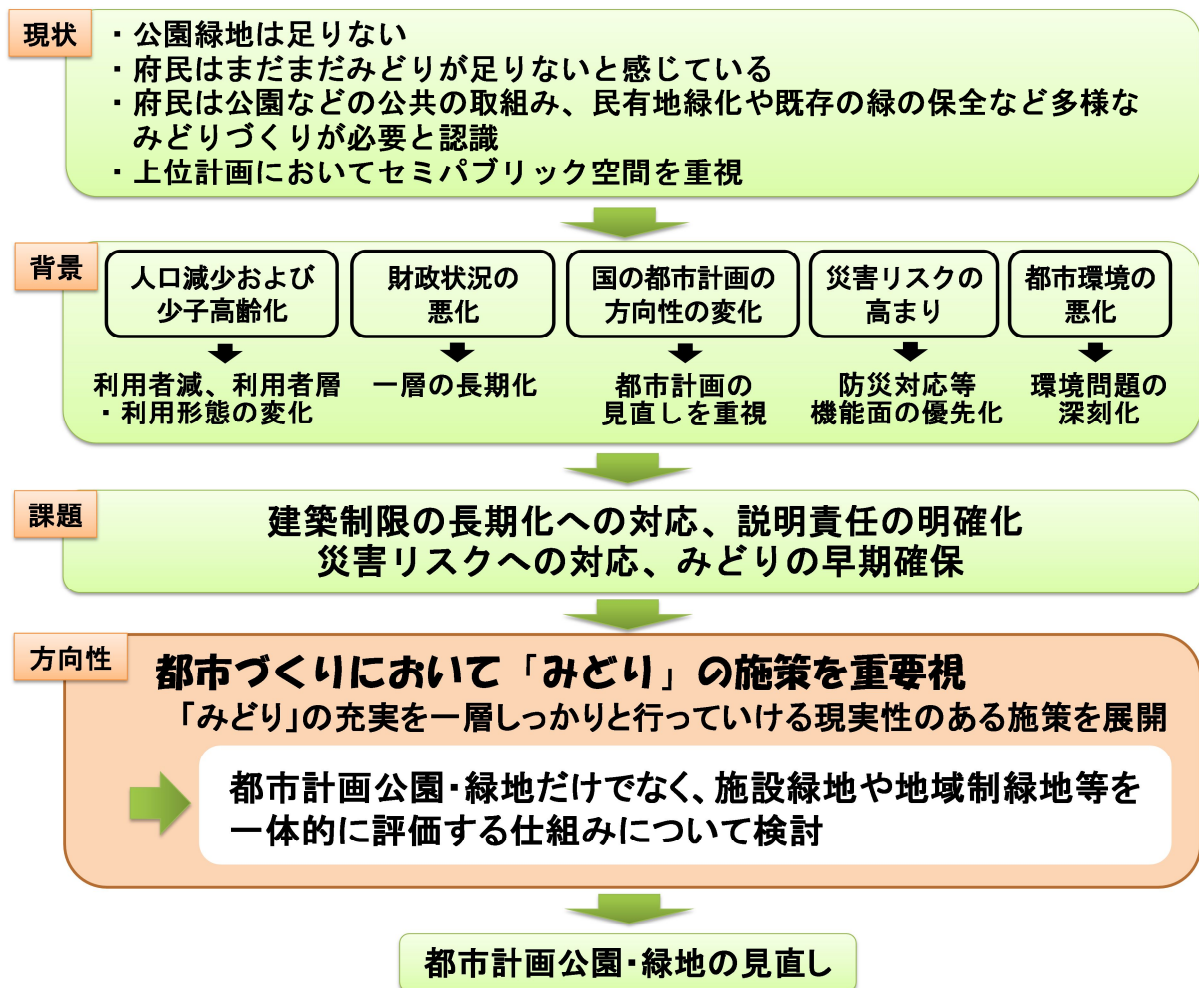 現状
・公園緑地は足りない
・府民はまだまだみどりが足りないと感じている
・府民は公園などの公共の取組み、民有地緑化や既存の緑の保全など多様な
みどりづくりが必要と認識
・上位計画においてセミパブリック空間を重視
背景
人口減少および
少子高齢化
財政状況の
悪化
国の都市計画の
方向性の変化
災害リスクの
高まり
都市環境の
悪化
利用者減、利用者層
・利用形態の変化
一層の長期化
都市計画の
見直しを重視
防災対応等
機能面の優先化
環境問題の
深刻化
課題
建築制限の長期化への対応、説明責任の明確化
災害リスクへの対応、みどりの早期確保
方向性
都市づくりにおいて「みどり」の施策を重要視
「みどり」の充実を一層しっかりと行っていける現実性のある施策を展開
都市計画公園・緑地だけでなく、施設緑地や地域制緑地等を
一体的に評価する仕組みについて検討
都市計画公園・緑地の見直し